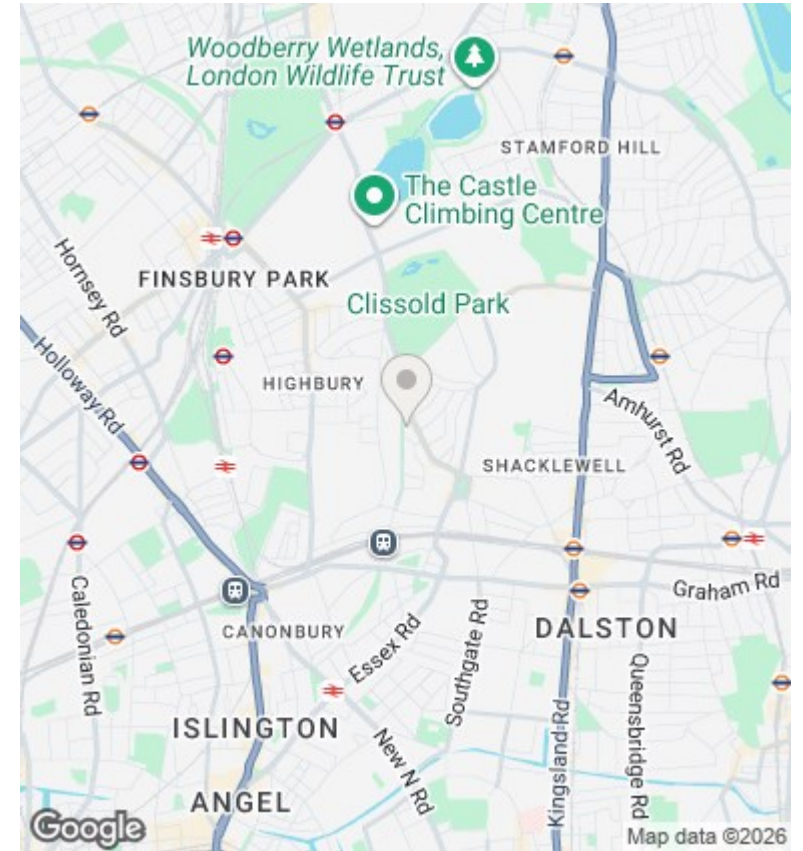 Woodberry Wetlands,
London Wildlife Trust
STAMFORD HILL
The Castle
Climbing Centre
Hornsey Rd
FINSBURY PARK
Clissold Park
Holloway Rd
HIGHBURY
Amhurst Rd
SHACKLEWELL
Caledonian Rd
Graham Rd
CANONBURY
Essex Rd
Southgate Rd
DALSTON
Queensbridge Rd
ISLINGTON
New N Rd
Kingsland Rd
ANGEL
Google
Map data ©2026